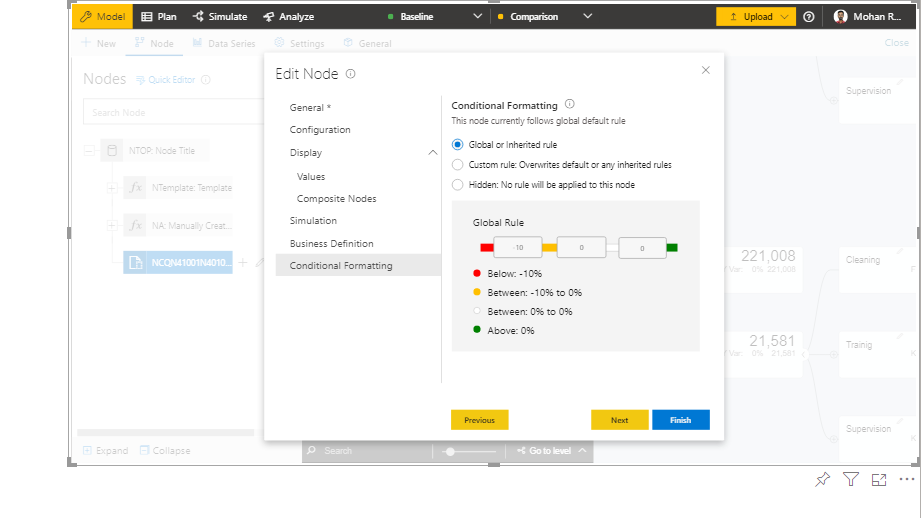 Model Plan Simulate Analyze Baseline Comparison Upload Mohan R...
New Node Data Series Settings General Close
Nodes Quick Editor
Search Node
NTOP: Node Title
fx NTemplate: Template
fx NA: Manually Creat...
NCQN41001N4010...
Expand Collapse
Edit Node
General *
Configuration
Display
Values
Composite Nodes
Simulation
Business Definition
Conditional Formatting
Conditional Formatting
This node currently follows global default rule
Global or Inherited rule
Custom rule: Overwrites default or any inherited rules
Hidden: No rule will be applied to this node
Global Rule
-10 0 0
Below: -10%
Between: -10% to 0%
Between: 0% to 0%
Above: 0%
Previous Next Finish
Search Go to level
Supervision
221,008
Var: 0% 221,008
Cleaning
F
21,581
Var: 0% 21,581
Trainig
K
Supervision
K